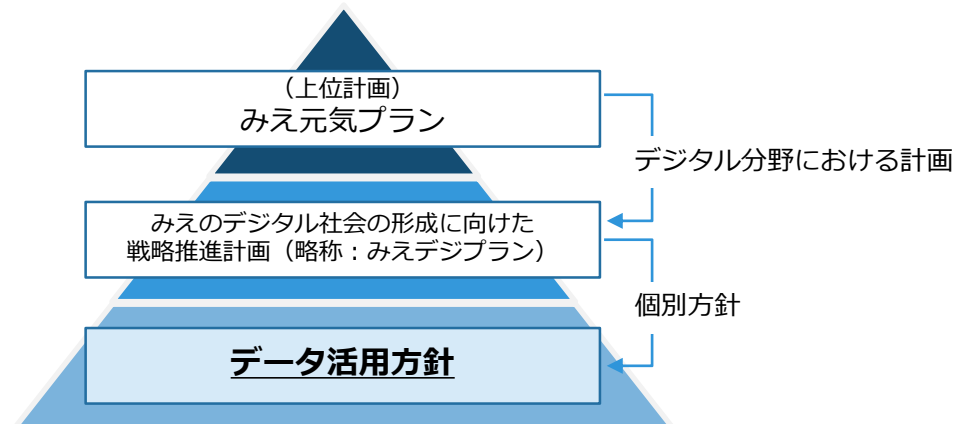 （上位計画）
みえ元気プラン
デジタル分野における計画
みえのデジタル社会の形成に向けた
戦略推進計画（略称：みえデジプラン）
個別方針
データ活用方針